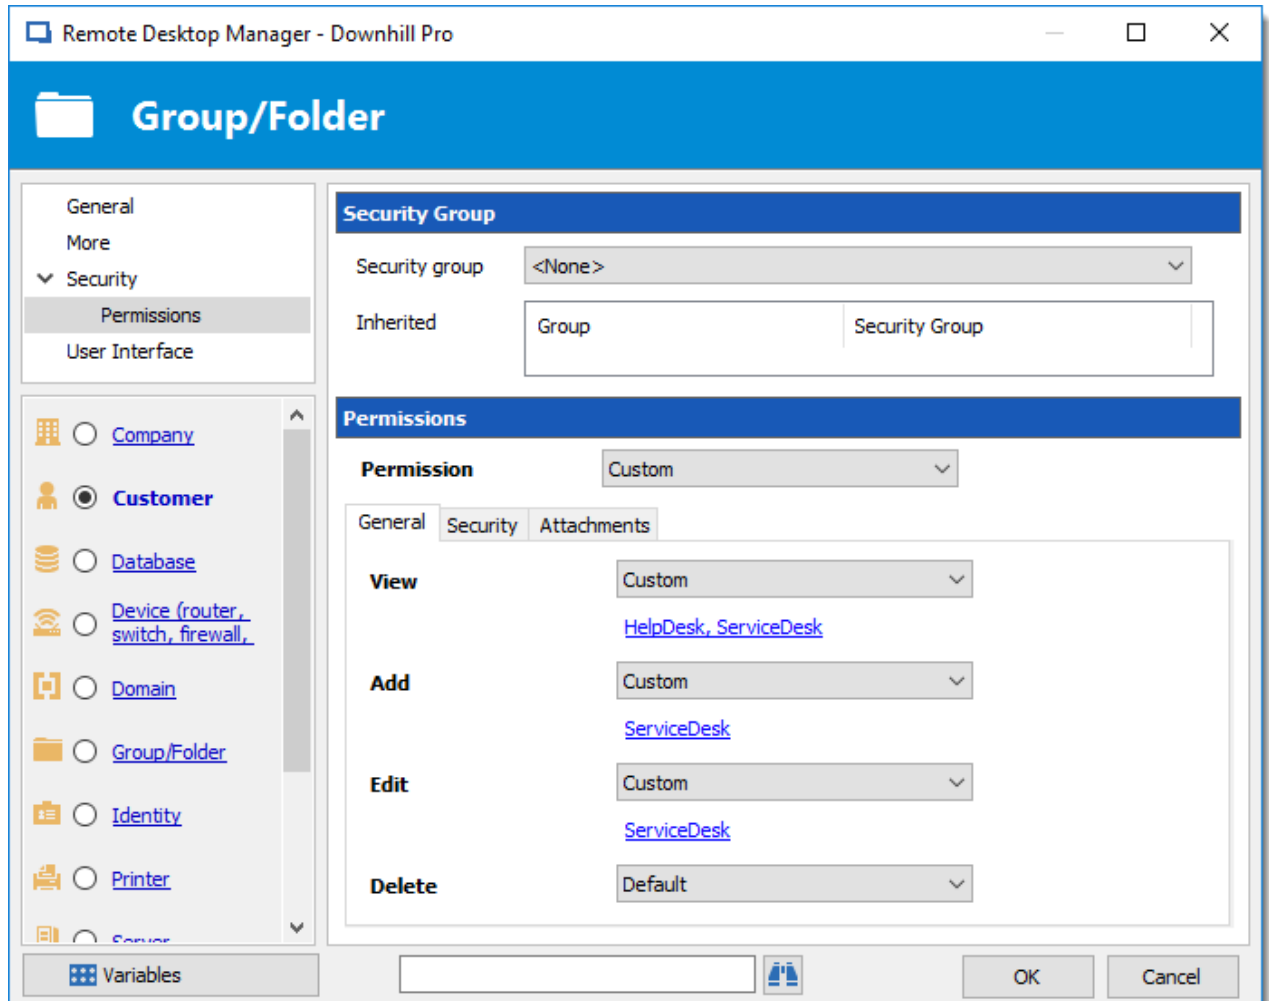 Remote Desktop Manager - Downhill Pro
Group/Folder
General
More
Security
Permissions
User Interface
Company
Customer
Database
Device (router,
switch, firewall,
Domain
Group/Folder
Identity
Printer
Server
Variables
Security Group
Security group
<None>
Inherited
Group
Security Group
Permissions
Permission
Custom
General
Security
Attachments
View
Custom
HelpDesk, ServiceDesk
Add
Custom
ServiceDesk
Edit
Custom
ServiceDesk
Delete
Default
OK
Cancel